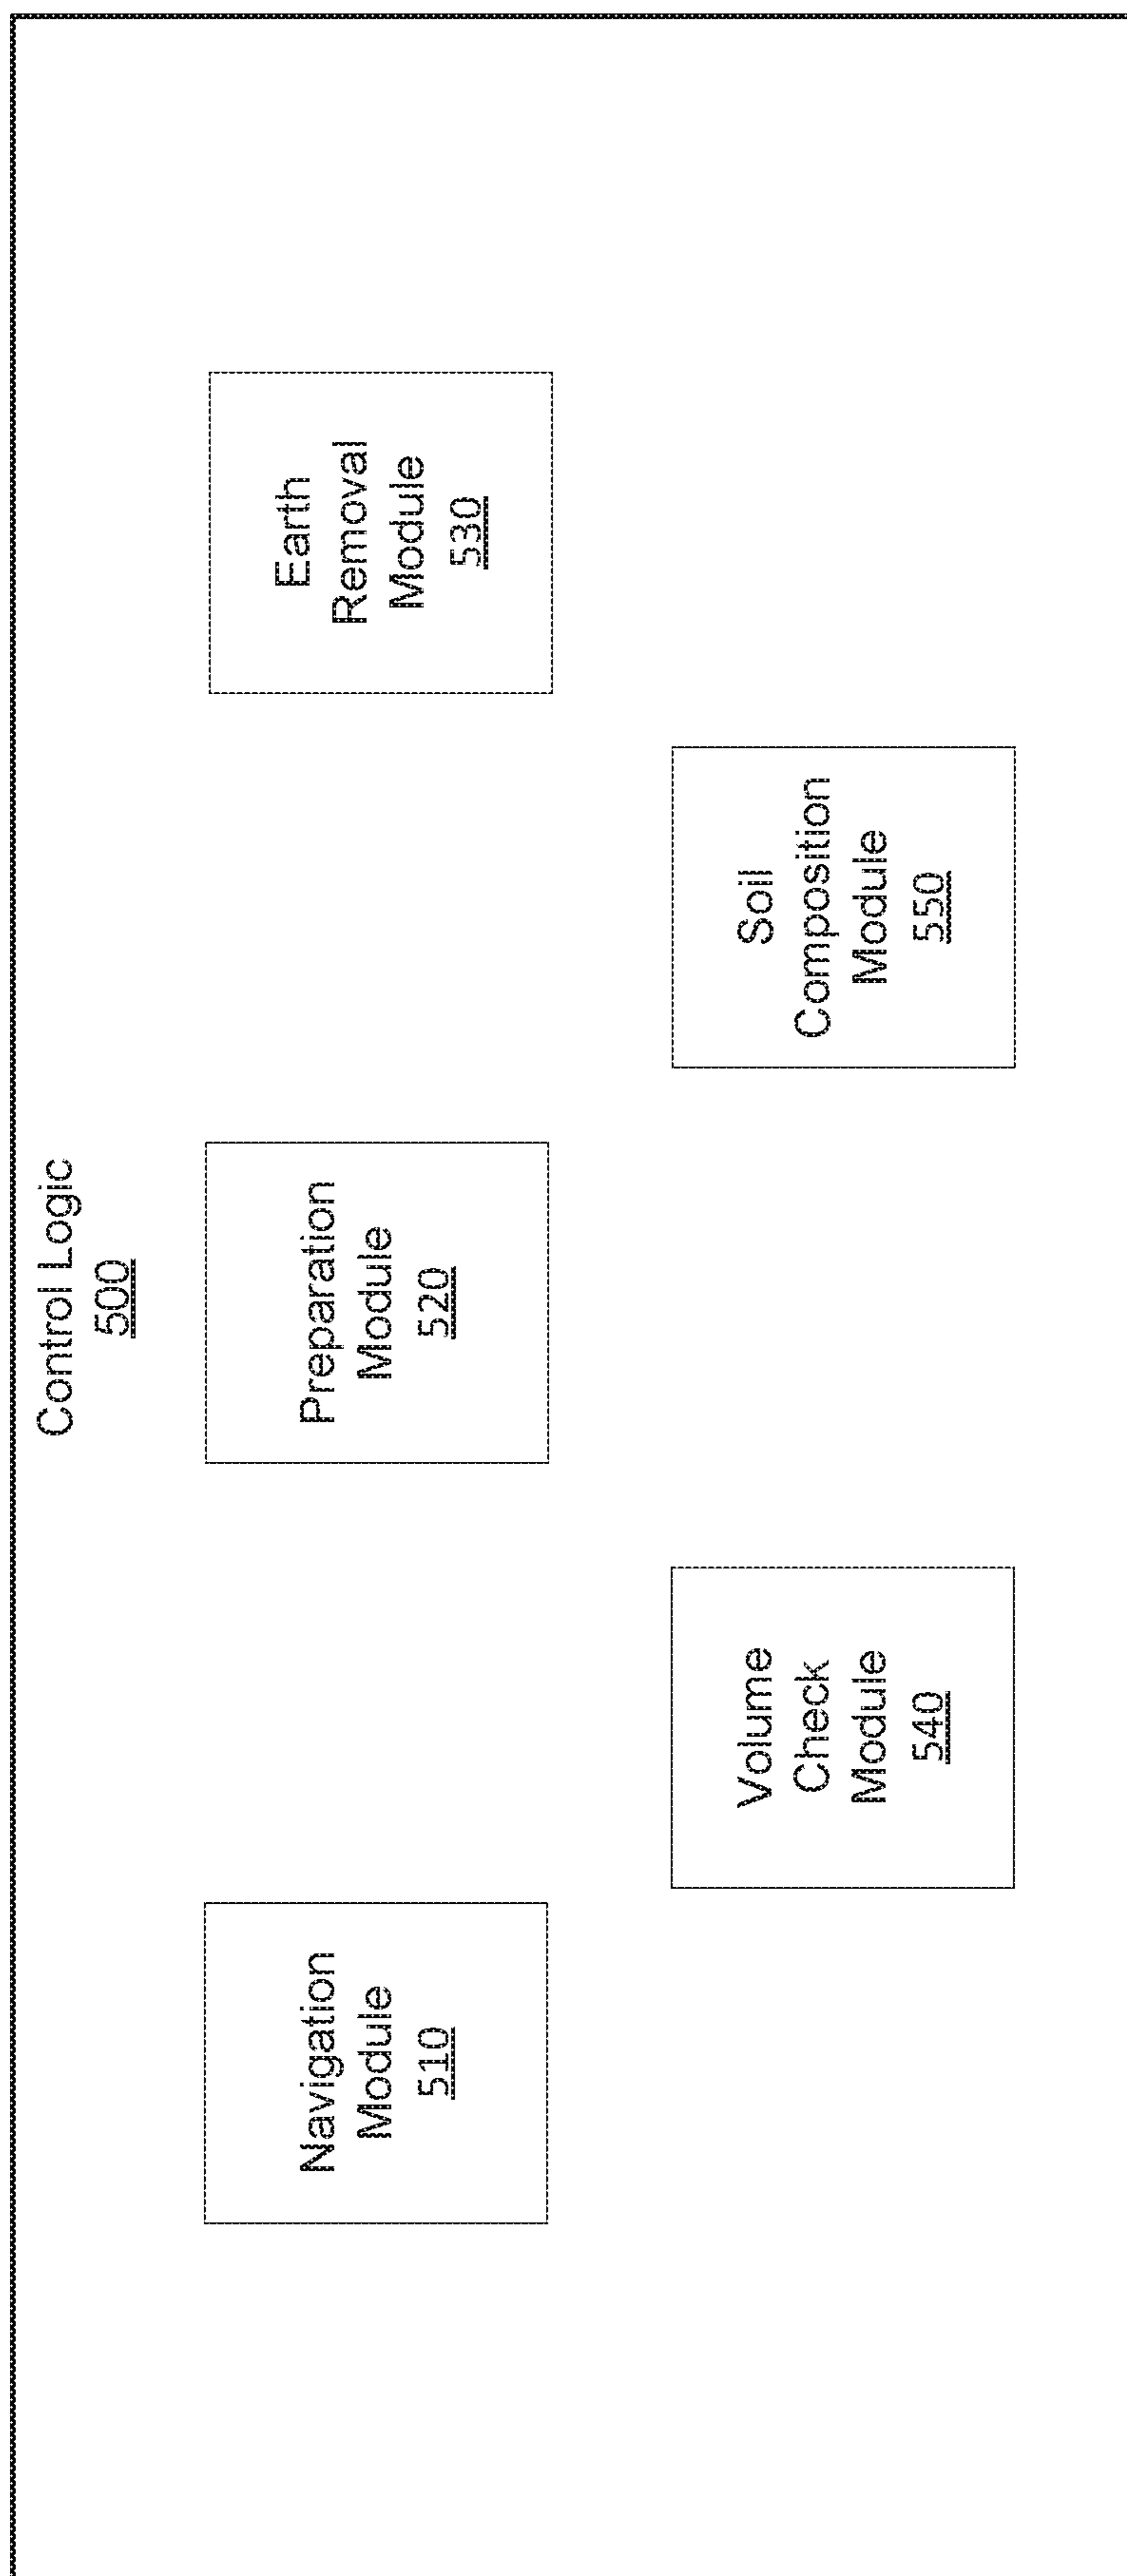 Control Logic
500
Navigation
Module
510
Preparation
Module
520
Earth
Removal
Module
530
Volume
Check
Module
540
Soil
Composition
Module
550